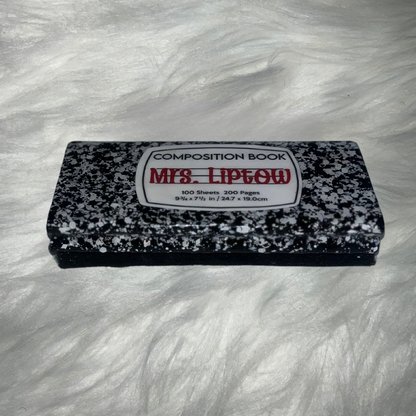 COMPOSITION BOOK
Mrs. LIPTOW
100 Sheets 200 Pages
9¾ x 7½ in / 24.7 x 19.0cm